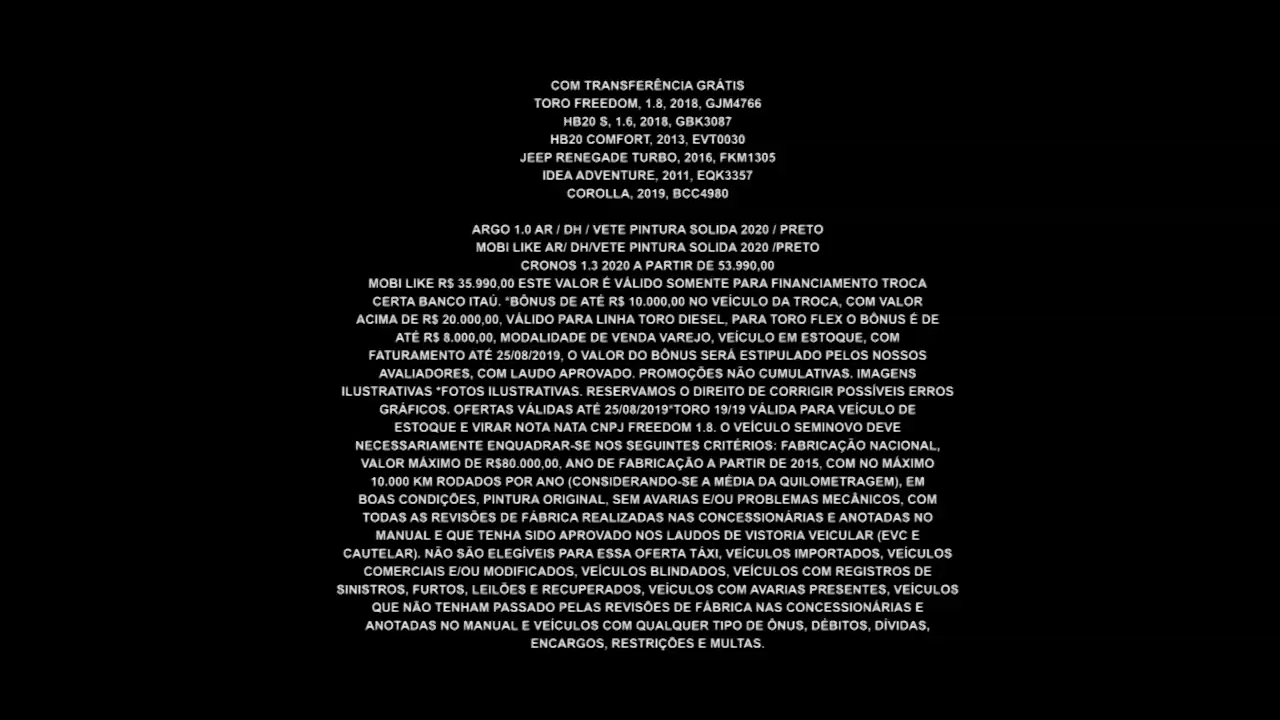 COM TRANSFERÊNCIA GRÁTIS
TORO FREEDOM, 1.8, 2018, GJM4766
HB20 S, 1.6, 2018, GBK3087
HB20 COMFORT, 2013, EVT0030
JEEP RENEGADE TURBO, 2016, FKM1305
IDEA ADVENTURE, 2011, EQK3357
COROLLA, 2019, BCC4980
ARGO 1.0 AR / DH / VETE PINTURA SOLIDA 2020 / PRETO
MOBI LIKE AR/ DH/VETE PINTURA SOLIDA 2020 /PRETO
CRONOS 1.3 2020 A PARTIR DE 53.990,00
MOBI LIKE R$ 35.990,00 ESTE VALOR É VÁLIDO SOMENTE PARA FINANCIAMENTO TROCA
CERTA BANCO ITAÚ. *BÔNUS DE ATÉ R$ 10.000,00 NO VEÍCULO DA TROCA, COM VALOR
ACIMA DE R$ 20.000,00, VÁLIDO PARA LINHA TORO DIESEL, PARA TORO FLEX O BÔNUS É DE
ATÉ R$ 8.000,00, MODALIDADE DE VENDA VAREJO, VEÍCULO EM ESTOQUE, COM
FATURAMENTO ATÉ 25/08/2019, O VALOR DO BÔNUS SERÁ ESTIPULADO PELOS NOSSOS
AVALIADORES, COM LAUDO APROVADO. PROMOÇÕES NÃO CUMULATIVAS. IMAGENS
ILUSTRATIVAS *FOTOS ILUSTRATIVAS. RESERVAMOS O DIREITO DE CORRIGIR POSSÍVEIS ERROS
GRÁFICOS. OFERTAS VÁLIDAS ATÉ 25/08/2019*TORO 19/19 VÁLIDA PARA VEÍCULO DE
ESTOQUE E VIRAR NOTA NATA CNPJ FREEDOM 1.8. O VEÍCULO SEMINOVO DEVE
NECESSARIAMENTE ENQUADRAR-SE NOS SEGUINTES CRITÉRIOS: FABRICAÇÃO NACIONAL,
VALOR MÁXIMO DE R$80.000,00, ANO DE FABRICAÇÃO A PARTIR DE 2015, COM NO MÁXIMO
10.000 KM RODADOS POR ANO (CONSIDERANDO-SE A MÉDIA DA QUILOMETRAGEM), EM
BOAS CONDIÇÕES, PINTURA ORIGINAL, SEM AVARIAS E/OU PROBLEMAS MECÂNICOS, COM
TODAS AS REVISÕES DE FÁBRICA REALIZADAS NAS CONCESSIONÁRIAS E ANOTADAS NO
MANUAL E QUE TENHA SIDO APROVADO NOS LAUDOS DE VISTORIA VEICULAR (EVC E
CAUTELAR). NÃO SÃO ELEGÍVEIS PARA ESSA OFERTA TÁXI, VEÍCULOS IMPORTADOS, VEÍCULOS
COMERCIAIS E/OU MODIFICADOS, VEÍCULOS BLINDADOS, VEÍCULOS COM REGISTROS DE
SINISTROS, FURTOS, LEILÕES E RECUPERADOS, VEÍCULOS COM AVARIAS PRESENTES, VEÍCULOS
QUE NÃO TENHAM PASSADO PELAS REVISÕES DE FÁBRICA NAS CONCESSIONÁRIAS E
ANOTADAS NO MANUAL E VEÍCULOS COM QUALQUER TIPO DE ÔNUS, DÉBITOS, DÍVIDAS,
ENCARGOS, RESTRIÇÕES E MULTAS.